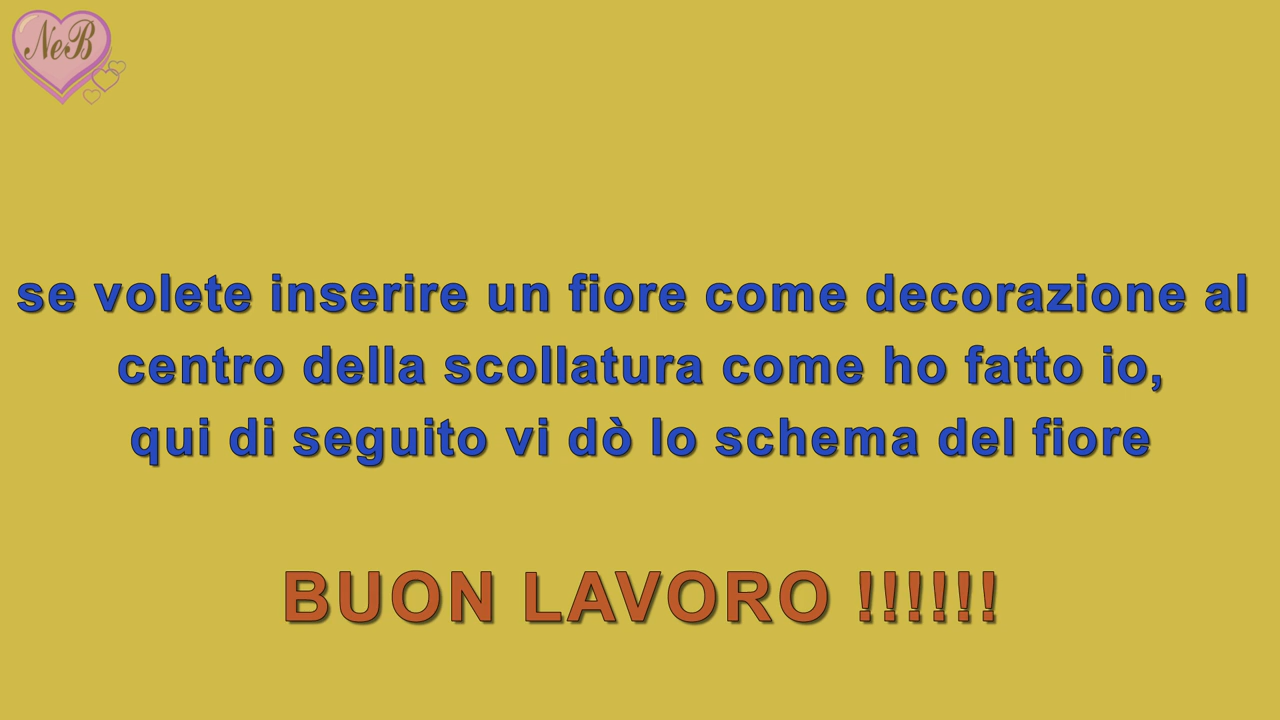 NeB
se volete inserire un fiore come decorazione al
centro della scollatura come ho fatto io,
qui di seguito vi dò lo schema del fiore
BUON LAVORO !!!!!!